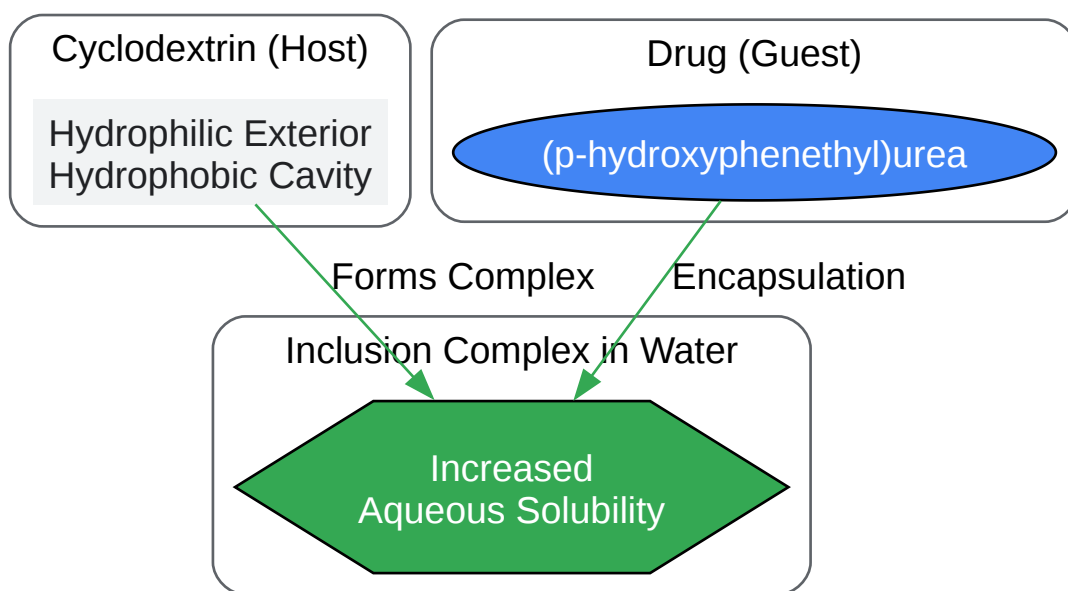 Cyclodextrin (Host)
Drug (Guest)
Hydrophilic Exterior
Hydrophobic Cavity
(p-hydroxyphenethyl)urea
Forms Complex
Encapsulation
Inclusion Complex in Water
Increased
Aqueous Solubility